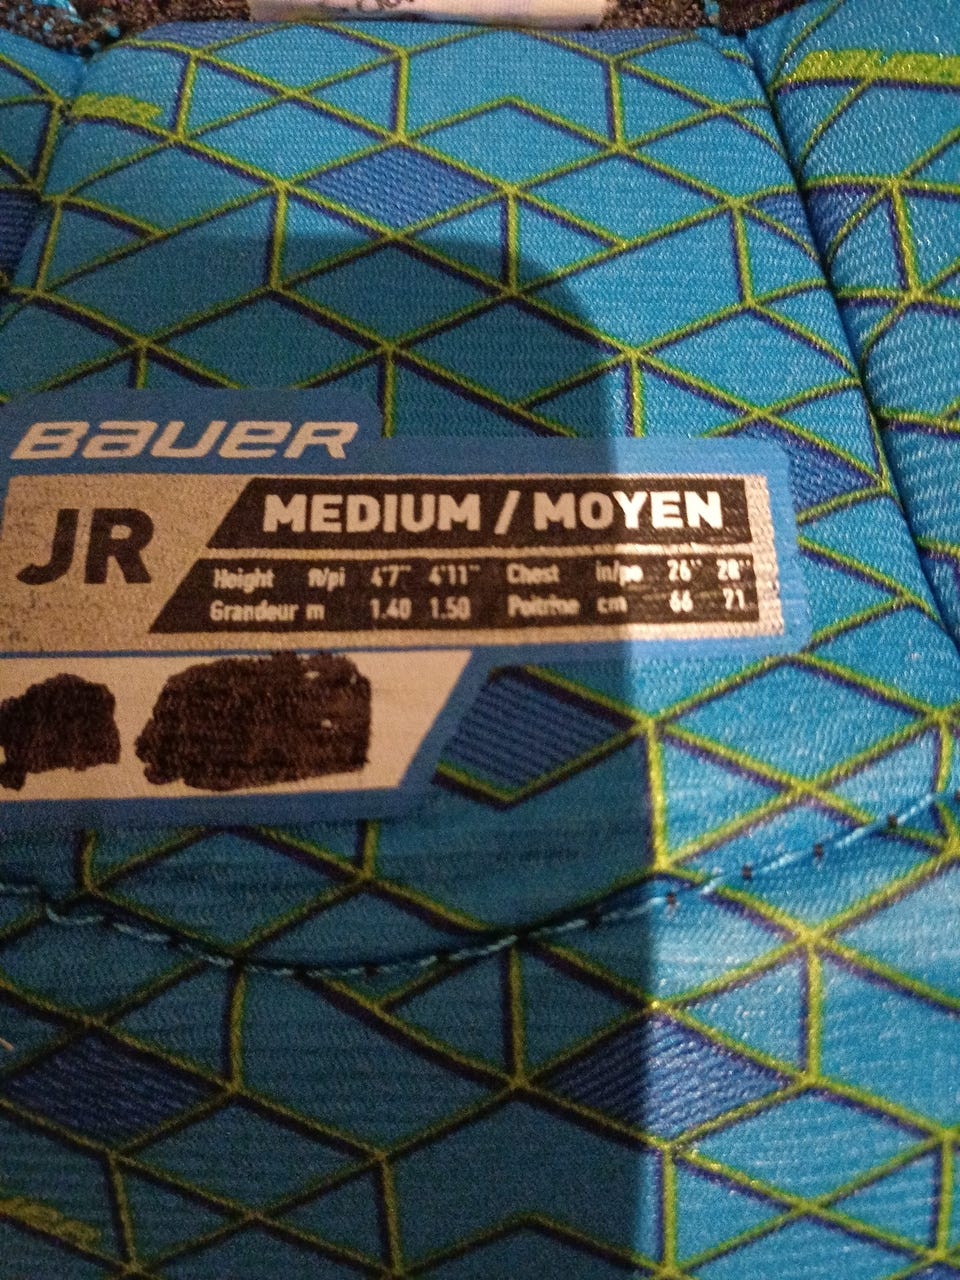 BAUER
JR
MEDIUM / MOYEN
Height ft/pi 4'7" 4'11" Chest in/po 26" 28"
Grandeur m 1.40 1.50 Poitrine cm 66 71